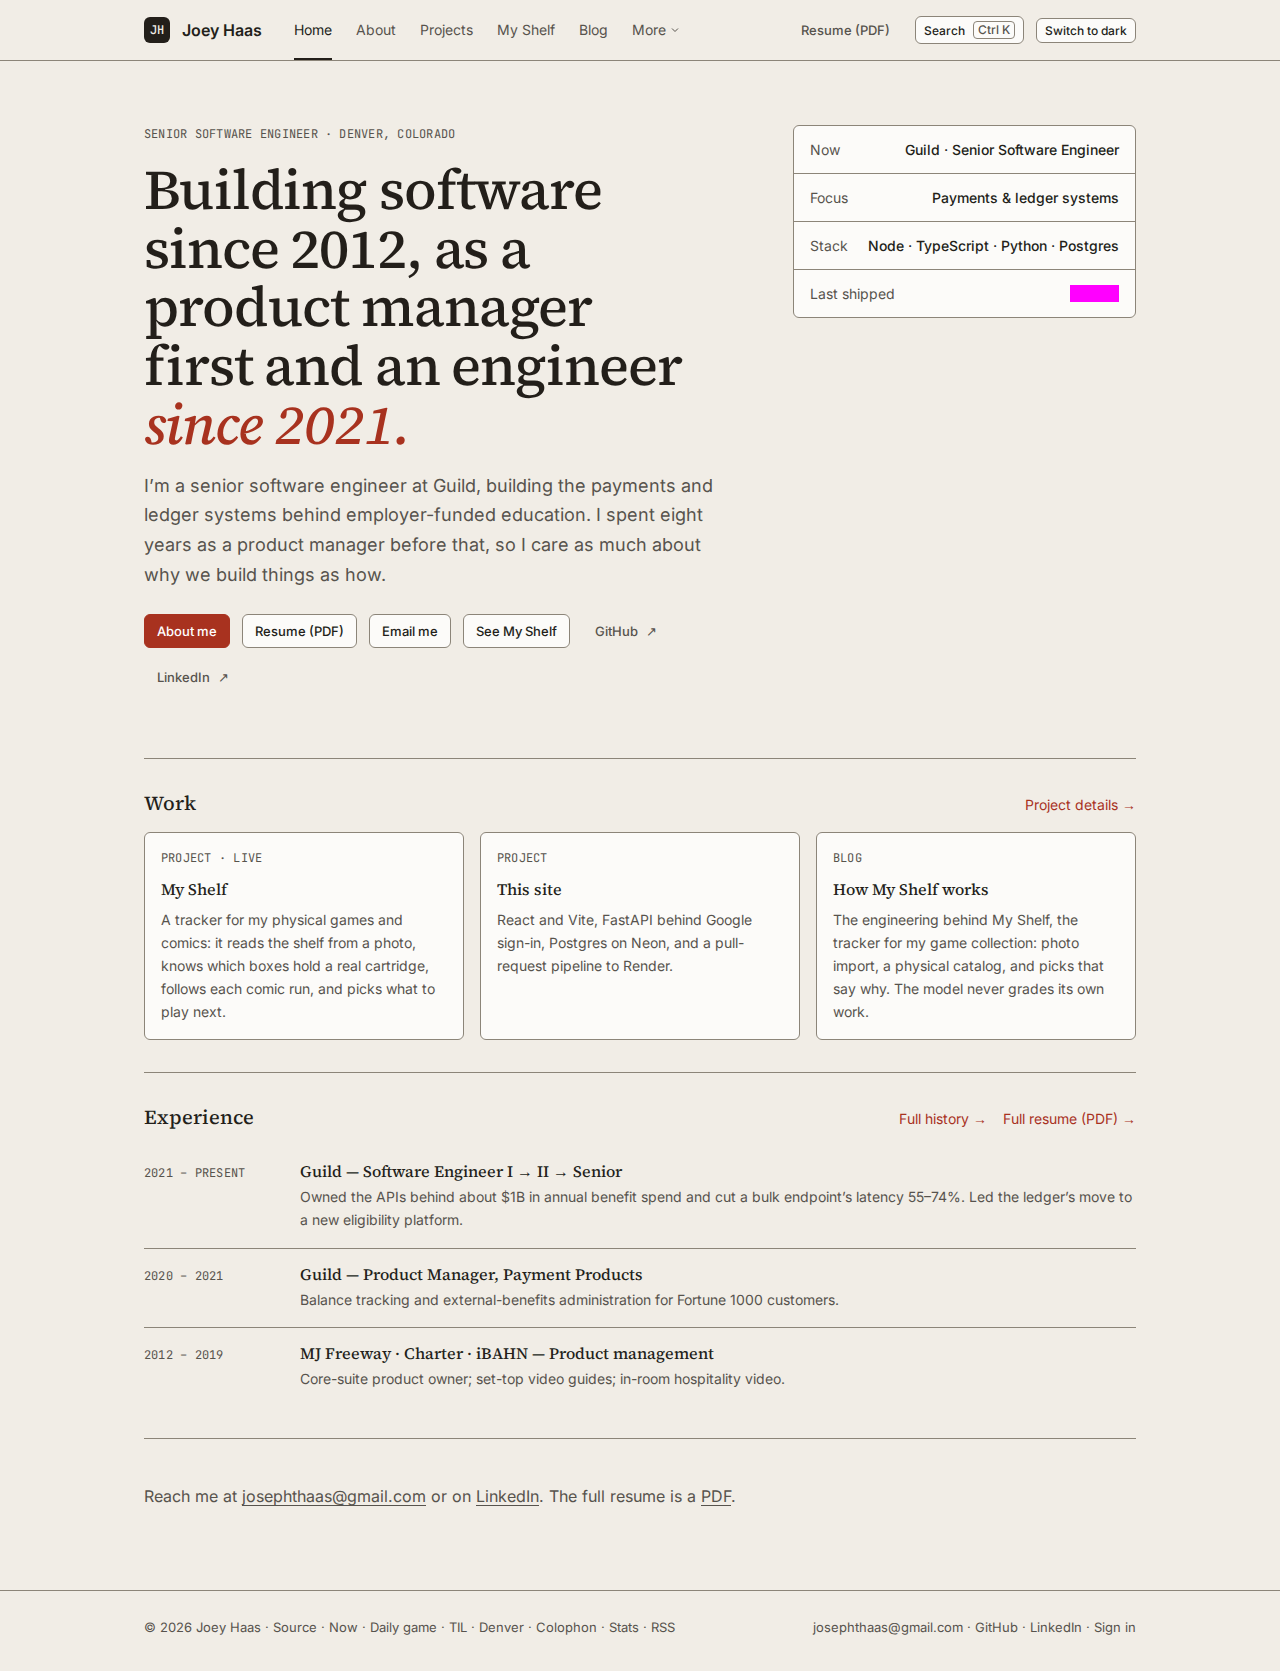 JH Joey Haas Home About Projects My Shelf Blog More Resume (PDF) Search Ctrl K Switch to dark
SENIOR SOFTWARE ENGINEER · DENVER, COLORADO
Building software
since 2012, as a
product manager
first and an engineer
since 2021.
I’m a senior software engineer at Guild, building the payments and
ledger systems behind employer-funded education. I spent eight
years as a product manager before that, so I care as much about
why we build things as how.
About me Resume (PDF) Email me See My Shelf GitHub ↗
LinkedIn ↗
Now Guild · Senior Software Engineer
Focus Payments & ledger systems
Stack Node · TypeScript · Python · Postgres
Last shipped
Work Project details →
PROJECT · LIVE
My Shelf
A tracker for my physical games and
comics: it reads the shelf from a photo,
knows which boxes hold a real cartridge,
follows each comic run, and picks what to
play next.
PROJECT
This site
React and Vite, FastAPI behind Google
sign-in, Postgres on Neon, and a pull-
request pipeline to Render.
BLOG
How My Shelf works
The engineering behind My Shelf, the
tracker for my game collection: photo
import, a physical catalog, and picks that
say why. The model never grades its own
work.
Experience Full history → Full resume (PDF) →
2021 – PRESENT Guild — Software Engineer I → II → Senior
Owned the APIs behind about $1B in annual benefit spend and cut a bulk endpoint’s latency 55–74%. Led the ledger’s move to
a new eligibility platform.
2020 – 2021 Guild — Product Manager, Payment Products
Balance tracking and external-benefits administration for Fortune 1000 customers.
2012 – 2019 MJ Freeway · Charter · iBAHN — Product management
Core-suite product owner; set-top video guides; in-room hospitality video.
Reach me at josephthaas@gmail.com or on LinkedIn. The full resume is a PDF.
© 2026 Joey Haas · Source · Now · Daily game · TIL · Denver · Colophon · Stats · RSS josephthaas@gmail.com · GitHub · LinkedIn · Sign in